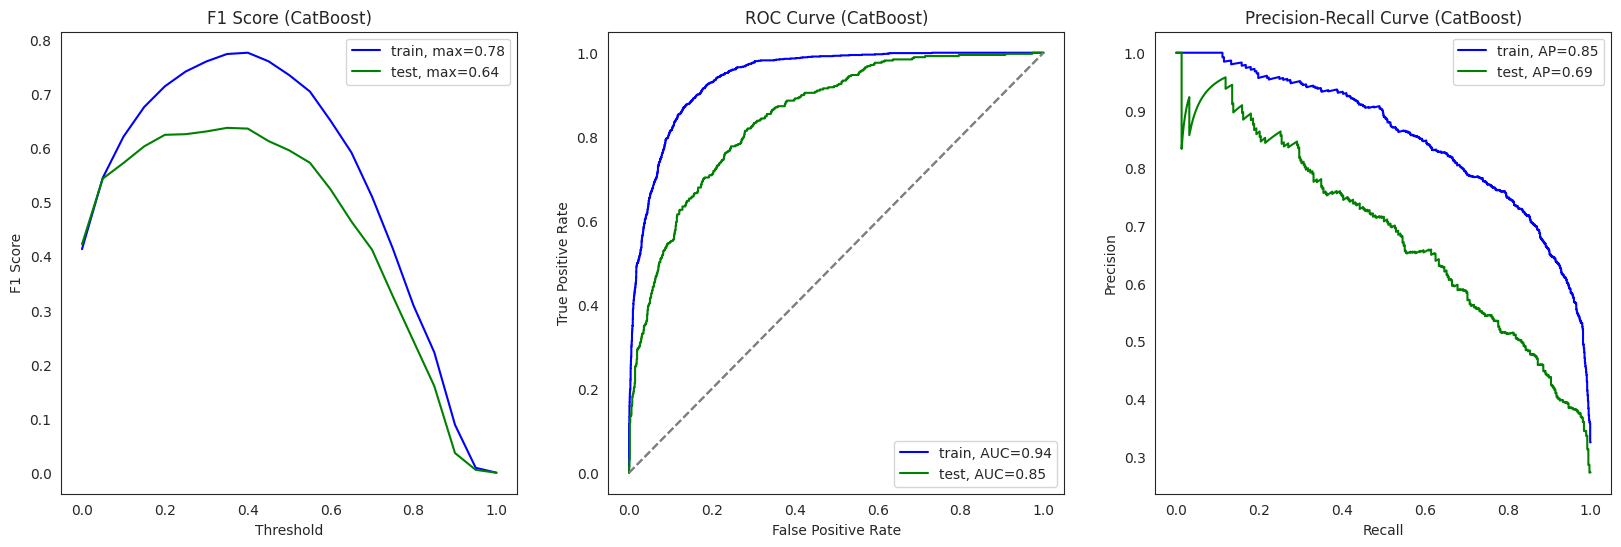 F1 Score (CatBoost)
train, max=0.78
test, max=0.64
0.8
0.7
0.6
0.5
0.4
0.3
0.2
0.1
0.0
F1 Score
0.0 0.2 0.4 0.6 0.8 1.0
Threshold
ROC Curve (CatBoost)
1.0
0.8
0.6
0.4
0.2
0.0
True Positive Rate
train, AUC=0.94
test, AUC=0.85
0.0 0.2 0.4 0.6 0.8 1.0
False Positive Rate
Precision-Recall Curve (CatBoost)
train, AP=0.85
test, AP=0.69
1.0
0.9
0.8
0.7
0.6
0.5
0.4
0.3
Precision
0.0 0.2 0.4 0.6 0.8 1.0
Recall